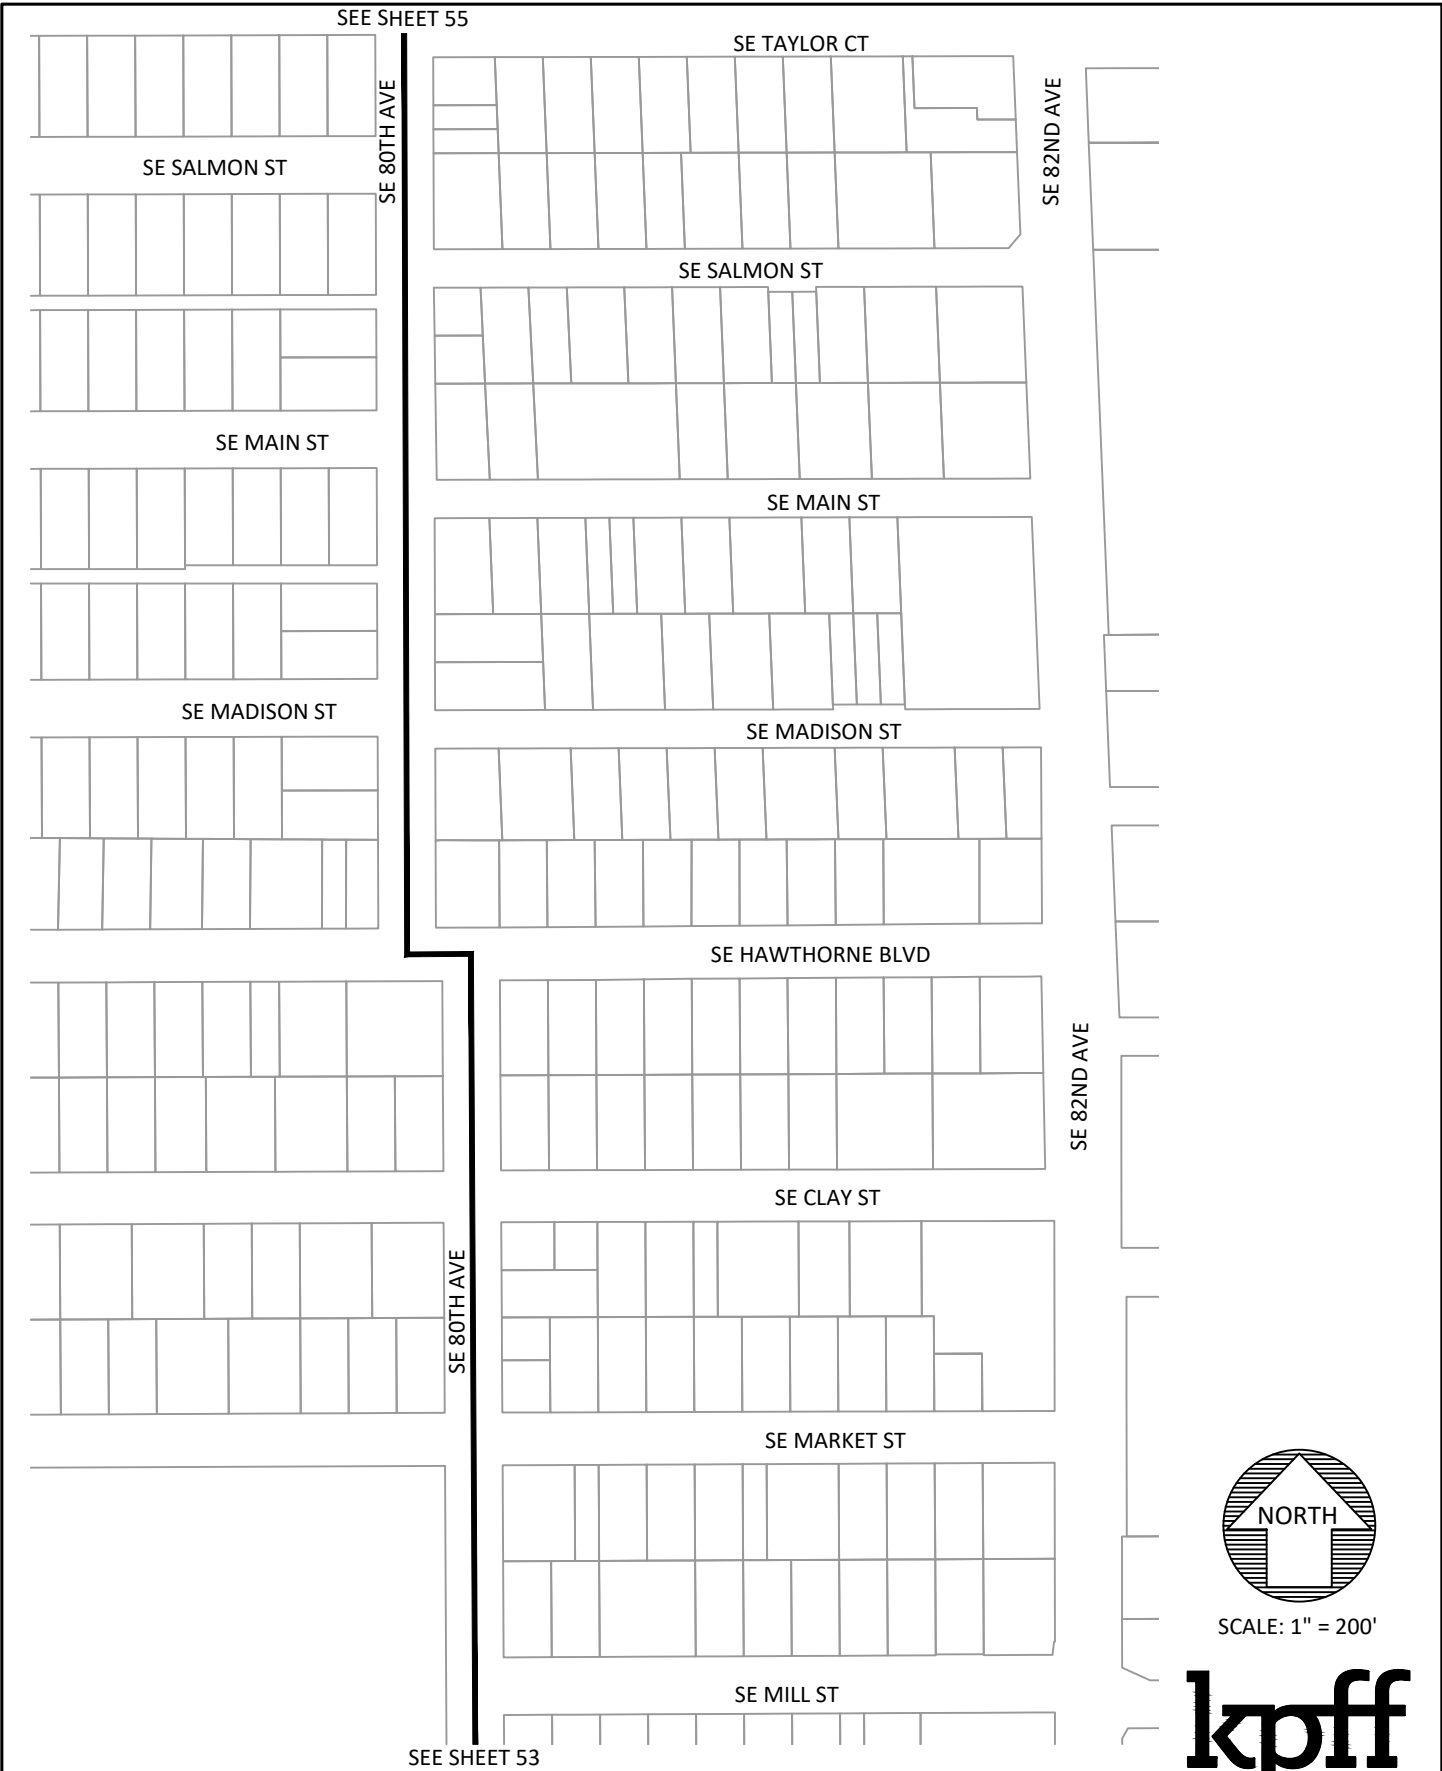 SEE SHEET 55
SE TAYLOR CT
SE 80TH AVE
SE 82ND AVE
SE SALMON ST
SE SALMON ST
SE MAIN ST
SE MAIN ST
SE MADISON ST
SE MADISON ST
SE HAWTHORNE BLVD
SE 82ND AVE
SE CLAY ST
SE 80TH AVE
SE MARKET ST
NORTH
SCALE: 1" = 200'
SE MILL ST
kpff
SEE SHEET 53